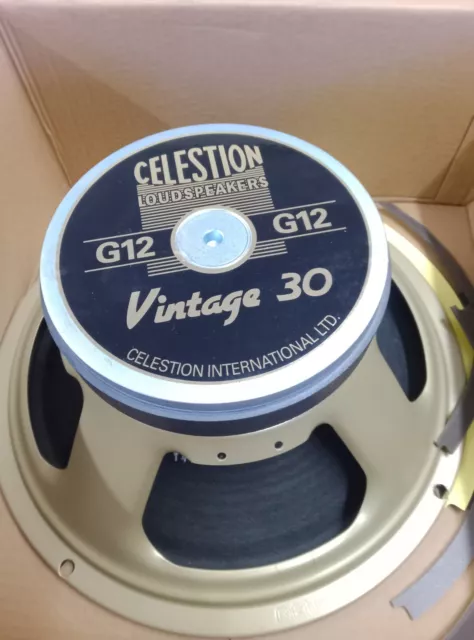 CELESTION
LOUDSPEAKERS
G12 G12
Vintage 30
CELESTION INTERNATIONAL LTD.